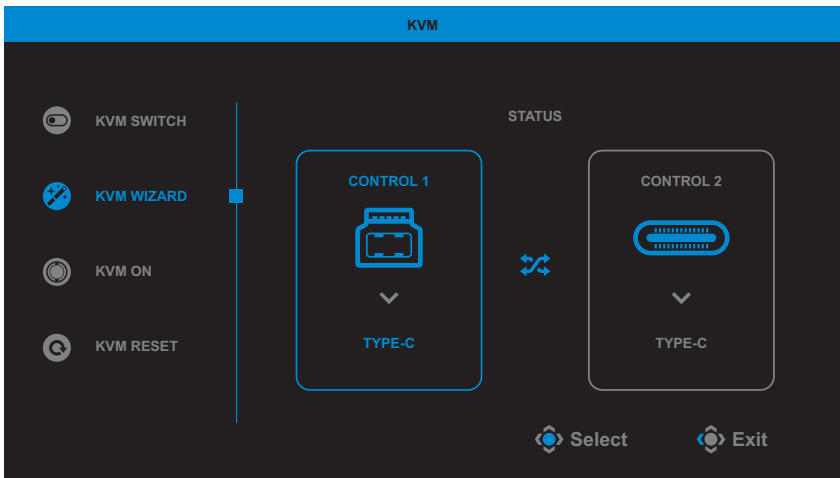 KVM
KVM SWITCH
KVM WIZARD
KVM ON
KVM RESET
STATUS
CONTROL 1
TYPE-C
CONTROL 2
TYPE-C
Select
Exit